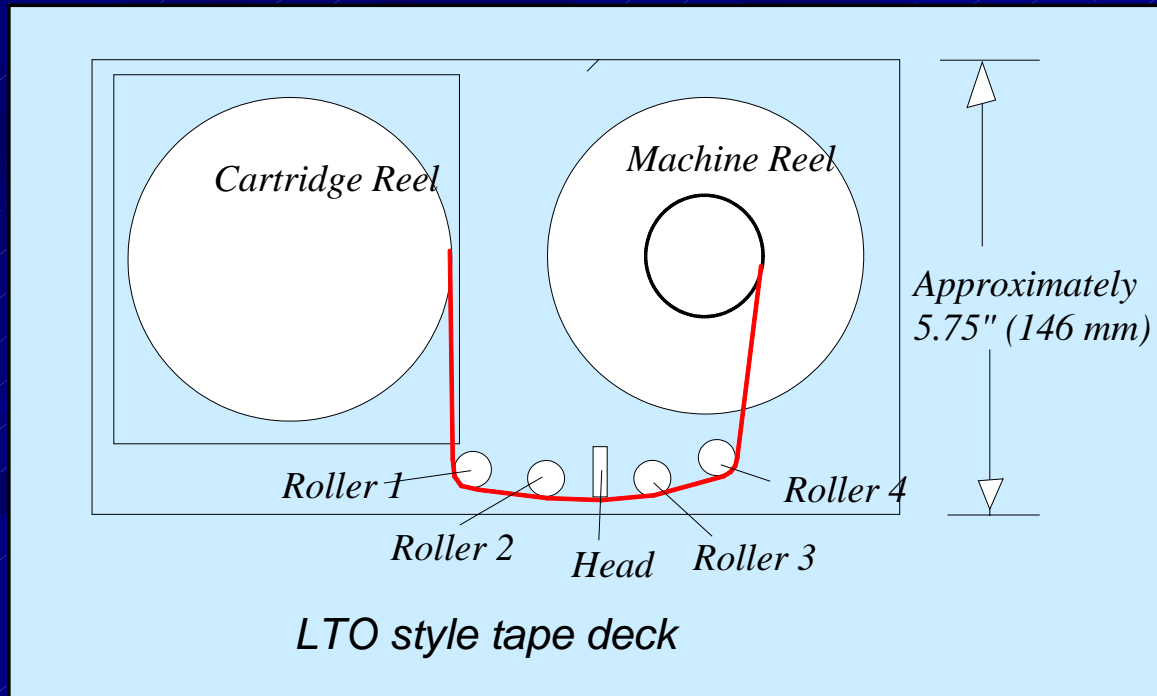 Cartridge Reel
Machine Reel
Approximately
5.75" (146 mm)
Roller 1
Roller 2
Head
Roller 3
Roller 4
LTO style tape deck